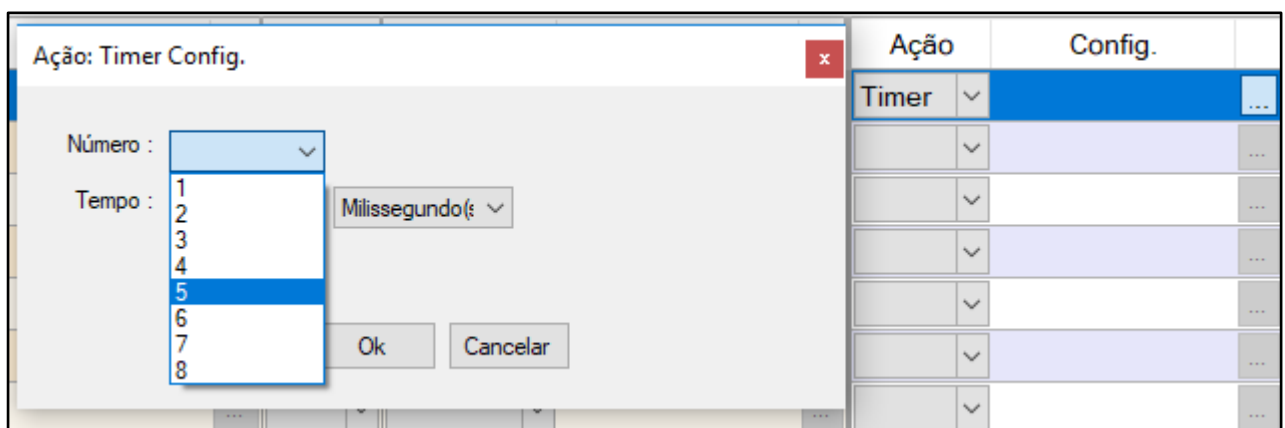 Ação: Timer Config.
x
Ação
Config.
Timer
...
Número :
1
2
3
4
5
6
7
8
Tempo :
Milissegundo(s
Ok
Cancelar
...
...
...
...
...
...
...
...